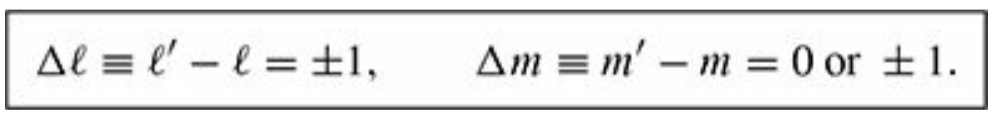 Δℓ ≡ ℓ′ − ℓ = ±1, Δm ≡ m′ − m = 0 or ± 1.